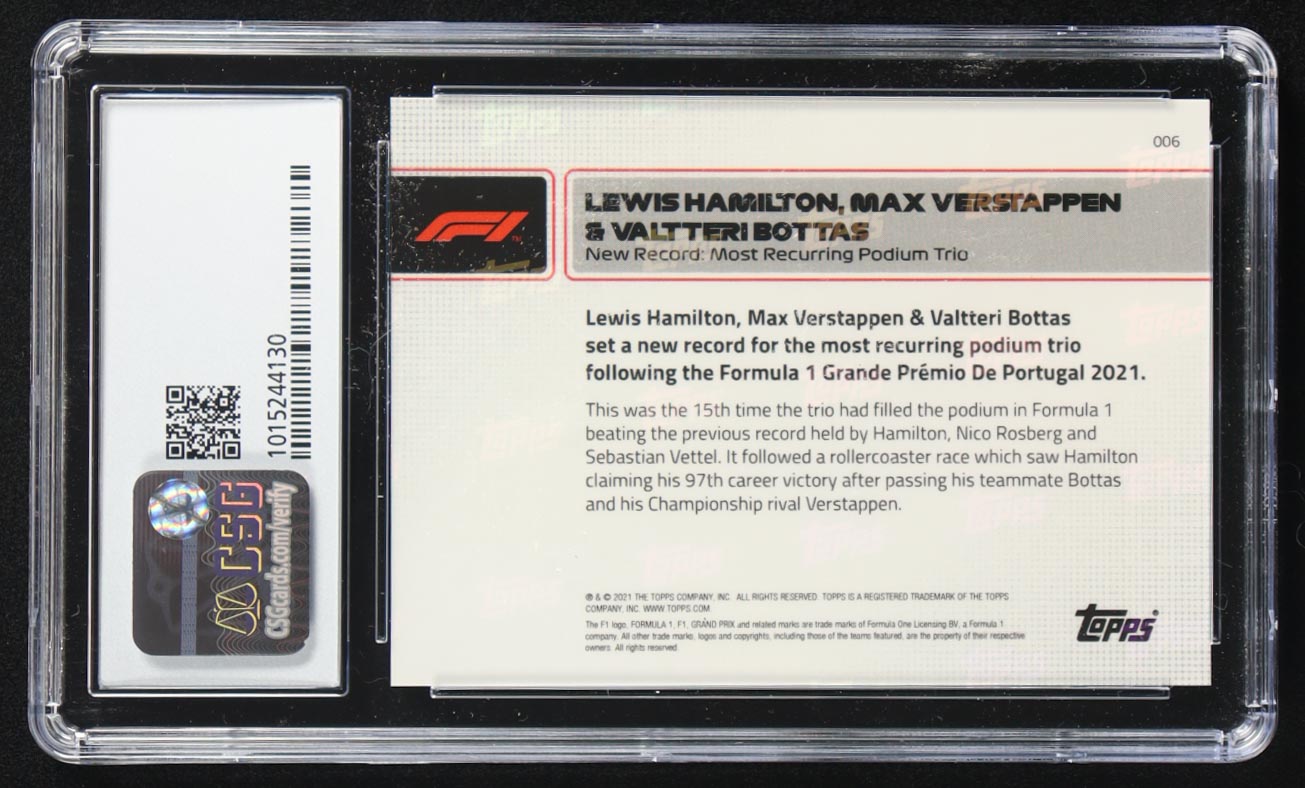 006
F1
LEWIS HAMILTON, MAX VERSTAPPEN
& VALTTERI BOTTAS
New Record: Most Recurring Podium Trio
Lewis Hamilton, Max Verstappen & Valtteri Bottas
set a new record for the most recurring podium trio
following the Formula 1 Grande Prémio De Portugal 2021.
This was the 15th time the trio had filled the podium in Formula 1
beating the previous record held by Hamilton, Nico Rosberg and
Sebastian Vettel. It followed a rollercoaster race which saw Hamilton
claiming his 97th career victory after passing his teammate Bottas
and his Championship rival Verstappen.
® & © 2021 THE TOPPS COMPANY, INC. ALL RIGHTS RESERVED. TOPPS IS A REGISTERED TRADEMARK OF THE TOPPS
COMPANY, INC. WWW.TOPPS.COM
The F1 logo, FORMULA 1, F1, GRAND PRIX and related marks are trade marks of Formula One Licensing BV, a Formula 1
company. All other trade marks, logos and copyrights, including those of the teams featured, are the property of their respective
owners. All rights reserved.
topps
1015244130
CSG
CSGcards.com/verify